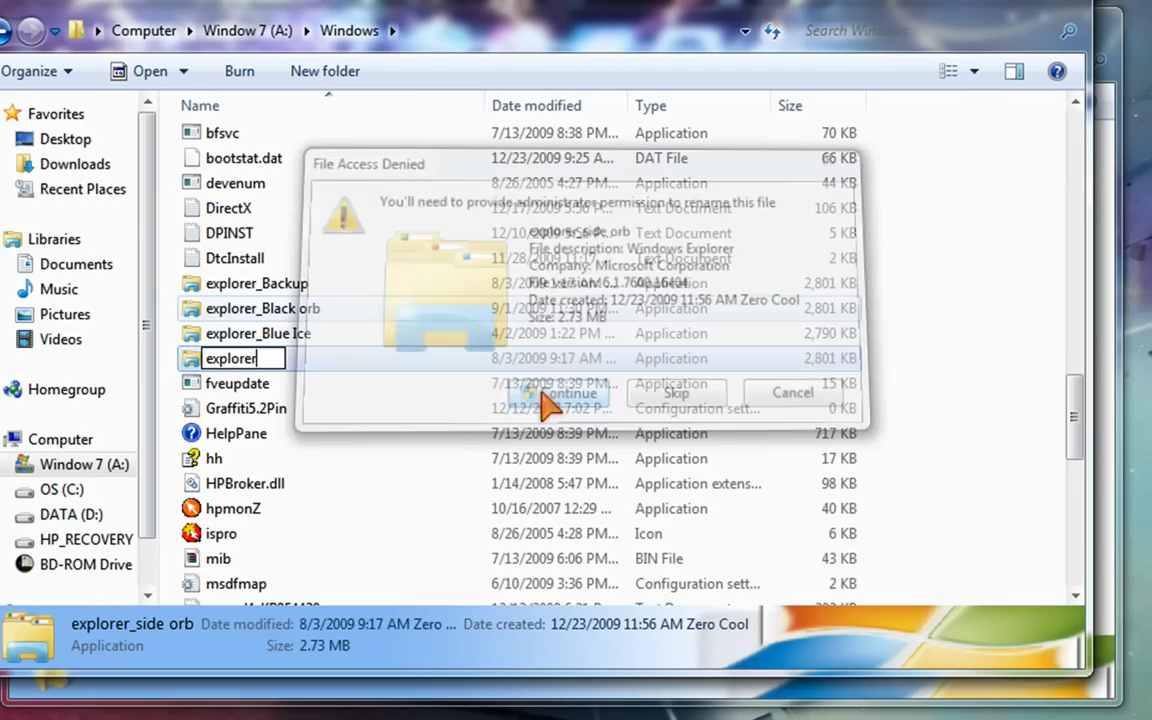 Computer Window 7 (A:) Windows Search Windows
Organize Open Burn New folder
Name Date modified Type Size
Favorites
Desktop
Downloads
Recent Places
Libraries
Documents
Music
Pictures
Videos
Homegroup
Computer
Window 7 (A:)
OS (C:)
DATA (D:)
HP_RECOVERY
BD-ROM Drive
bfsvc 7/13/2009 8:38 PM... Application 70 KB
bootstat.dat 12/23/2009 9:25 A... DAT File 66 KB
devenum 8/26/2005 4:27 PM... Application 44 KB
DirectX 12/17/2009 5:56 P... Text Document 106 KB
DPINST 12/10/2009 5:56 P... Text Document 5 KB
DtcInstall 11/28/2009 11:17... Text Document 2 KB
explorer_Backup 8/3/2009 Application 2,801 KB
explorer_Black orb 9/1/2009 11:30 PM... Application 2,801 KB
explorer_Blue Ice 4/2/2009 1:22 PM ... Application 2,790 KB
explorer 8/3/2009 9:17 AM ... Application 2,801 KB
fveupdate 7/13/2009 8:39 PM... Application 15 KB
Graffiti5.2Pin 7:02 P... Configuration sett...
HelpPane 7/13/2009 8:39 PM... Application 717 KB
hh 7/13/2009 8:39 PM... Application 17 KB
HPBroker.dll 1/14/2008 5:47 PM... Application exten... 98 KB
hpmonZ 10/16/2007 12:29 ... Application 40 KB
ispro 8/26/2005 4:28 PM... Icon 6 KB
mib 7/13/2009 6:06 PM... BIN File 43 KB
msdfmap 6/10/2009 3:36 PM... Configuration sett... 2 KB
File Access Denied
You'll need to provide administrator permission to rename this file
explorer_side orb
File description: Windows Explorer
Company: Microsoft Corporation
File version: 6.1.7600.16404
Date created: 12/23/2009 11:56 AM Zero Cool
Size: 2.73 MB
Continue Skip Cancel
explorer_side orb Date modified: 8/3/2009 9:17 AM Zero ... Date created: 12/23/2009 11:56 AM Zero Cool
Application Size: 2.73 MB